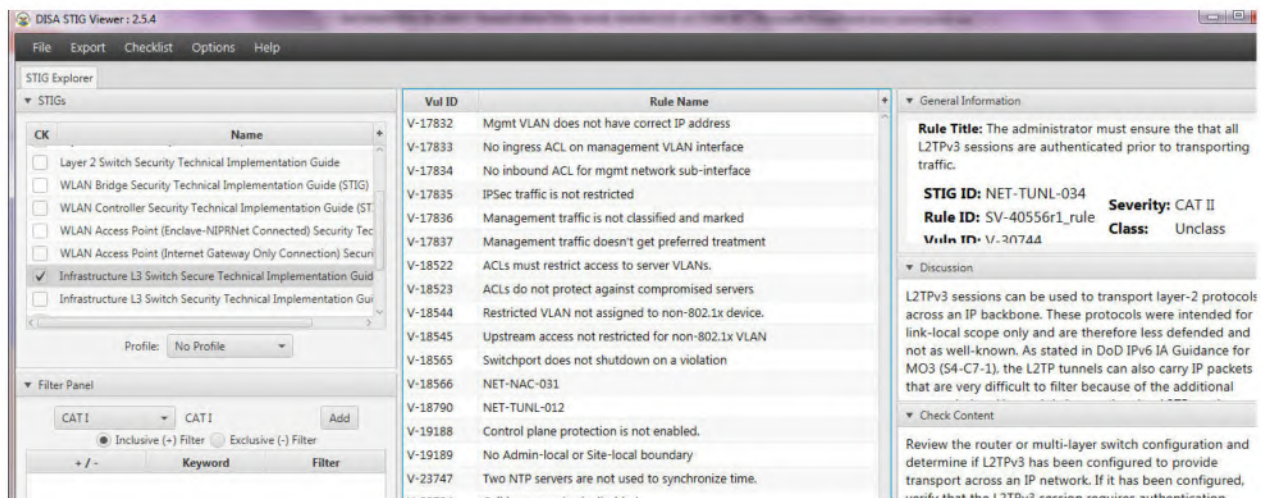 DISA STIG Viewer : 2.5.4
File Export Checklist Options Help
STIG Explorer
STIGs
CK Name
Layer 2 Switch Security Technical Implementation Guide
WLAN Bridge Security Technical Implementation Guide (STIG)
WLAN Controller Security Technical Implementation Guide (ST
WLAN Access Point (Enclave-NIPRNet Connected) Security Tec
WLAN Access Point (Internet Gateway Only Connection) Securi
Infrastructure L3 Switch Secure Technical Implementation Guid
Infrastructure L3 Switch Security Technical Implementation Gui
Profile: No Profile
Filter Panel
CAT I CAT I Add
Inclusive (+) Filter Exclusive (-) Filter
+ / - Keyword Filter
Vul ID Rule Name +
V-17832 Mgmt VLAN does not have correct IP address
V-17833 No ingress ACL on management VLAN interface
V-17834 No inbound ACL for mgmt network sub-interface
V-17835 IPSec traffic is not restricted
V-17836 Management traffic is not classified and marked
V-17837 Management traffic doesn't get preferred treatment
V-18522 ACLs must restrict access to server VLANs.
V-18523 ACLs do not protect against compromised servers
V-18544 Restricted VLAN not assigned to non-802.1x device.
V-18545 Upstream access not restricted for non-802.1x VLAN
V-18565 Switchport does not shutdown on a violation
V-18566 NET-NAC-031
V-18790 NET-TUNL-012
V-19188 Control plane protection is not enabled.
V-19189 No Admin-local or Site-local boundary
V-23747 Two NTP servers are not used to synchronize time.
General Information
Rule Title: The administrator must ensure the that all
L2TPv3 sessions are authenticated prior to transporting
traffic.
STIG ID: NET-TUNL-034
Rule ID: SV-40556r1_rule
Vuln ID: V-30744
Severity: CAT II
Class: Unclass
Discussion
L2TPv3 sessions can be used to transport layer-2 protocols
across an IP backbone. These protocols were intended for
link-local scope only and are therefore less defended and
not as well-known. As stated in DoD IPv6 IA Guidance for
MO3 (S4-C7-1), the L2TP tunnels can also carry IP packets
that are very difficult to filter because of the additional
Check Content
Review the router or multi-layer switch configuration and
determine if L2TPv3 has been configured to provide
transport across an IP network. If it has been configured,
verify that the L2TPv3 session requires authentication